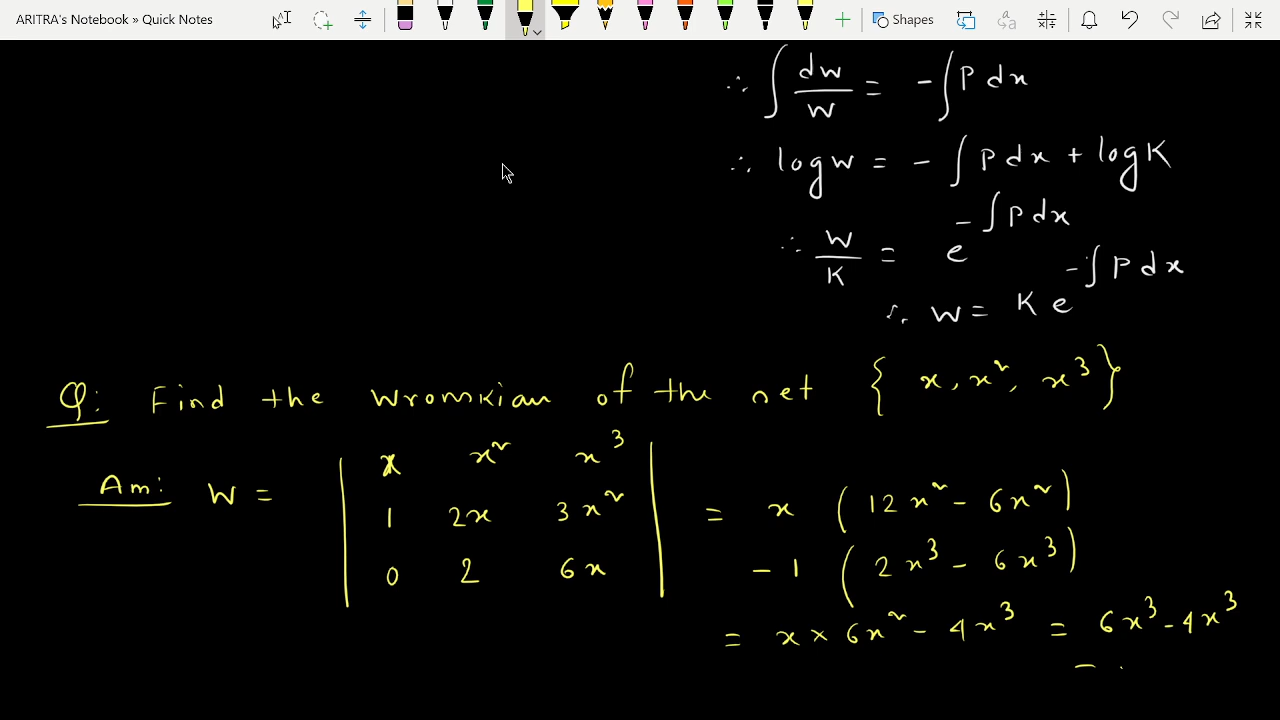 ARITRA's Notebook » Quick Notes
Shapes
∴ ∫ dw/W = - ∫ P dx
∴ log w = - ∫ P dx + log K
∴ W/K = e^(- ∫ P dx)
∴ W = K e^(- ∫ P dx)
Q: Find the wronskian of the set { x, x², x³ }
Ans: W = | x x² x³ | = x (12x² - 6x²)
| 1 2x 3x² |
| 0 2 6x | - 1 (2x³ - 6x³)
= x × 6x² - 4x³ = 6x³ - 4x³
=